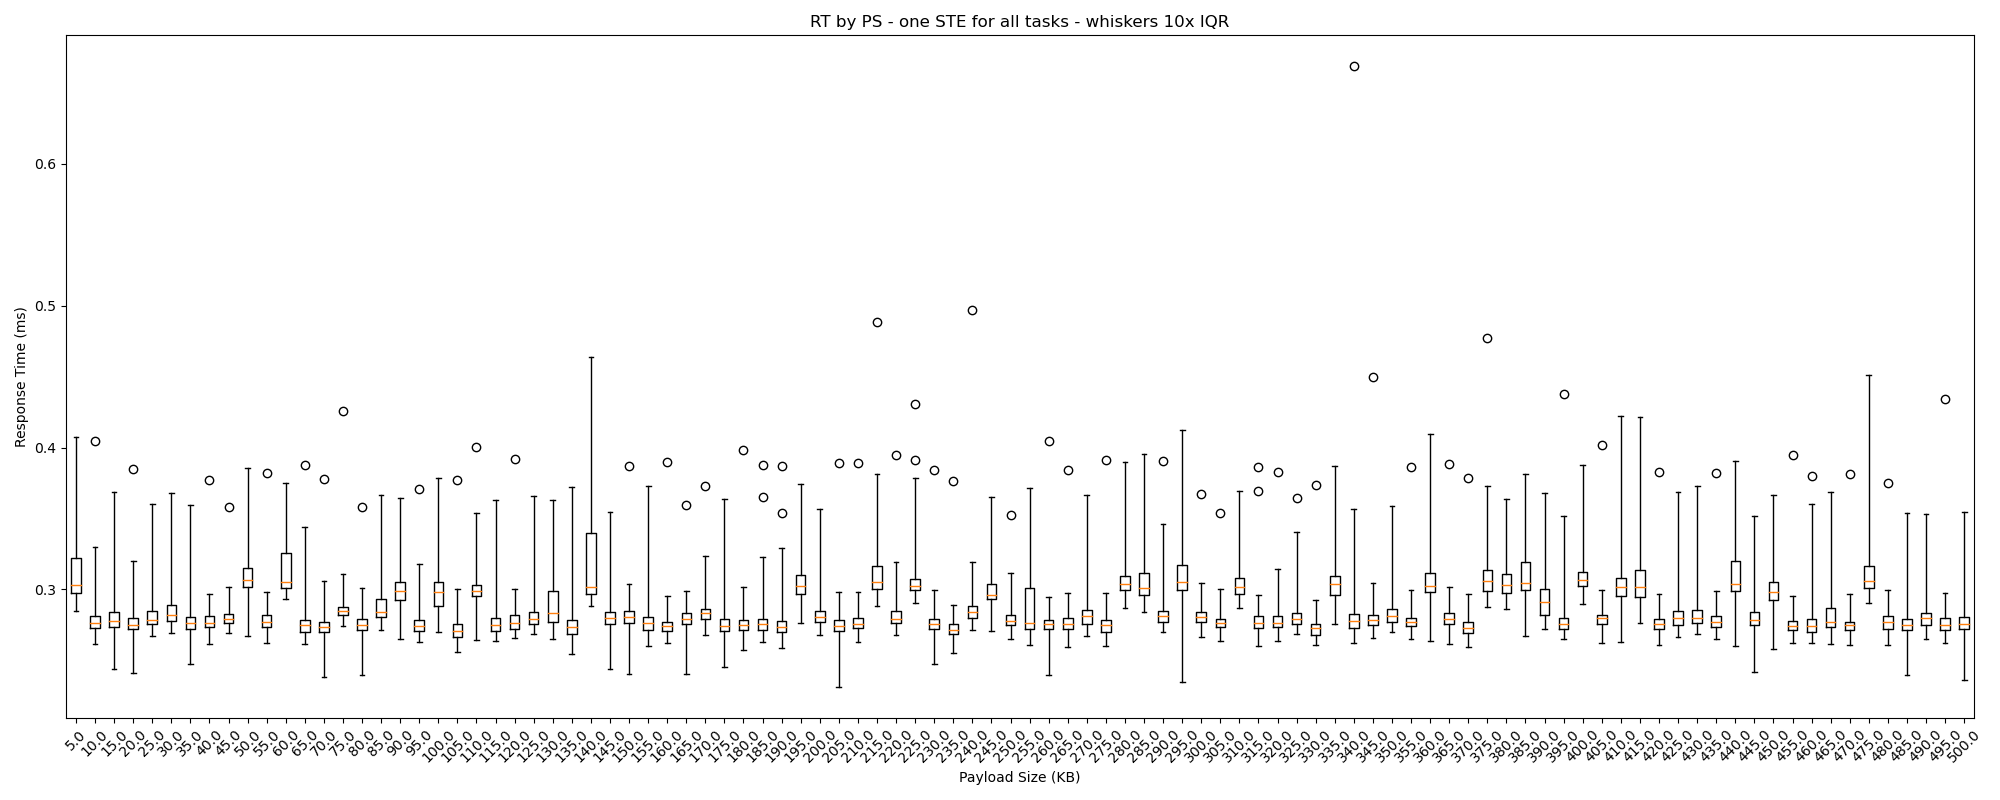 RT by PS - one STE for all tasks - whiskers 10x IQR
Response Time (ms)
0.6
0.5
0.4
0.3
5.0 10.0 15.0 20.0 25.0 30.0 35.0 40.0 45.0 50.0 55.0 60.0 65.0 70.0 75.0 80.0 85.0 90.0 95.0 100.0 105.0 110.0 115.0 120.0 125.0 130.0 135.0 140.0 145.0 150.0 155.0 160.0 165.0 170.0 175.0 180.0 185.0 190.0 195.0 200.0 205.0 210.0 215.0 220.0 225.0 230.0 235.0 240.0 245.0 250.0 255.0 260.0 265.0 270.0 275.0 280.0 285.0 290.0 295.0 300.0 305.0 310.0 315.0 320.0 325.0 330.0 335.0 340.0 345.0 350.0 355.0 360.0 365.0 370.0 375.0 380.0 385.0 390.0 395.0 400.0 405.0 410.0 415.0 420.0 425.0 430.0 435.0 440.0 445.0 450.0 455.0 460.0 465.0 470.0 475.0 480.0 485.0 490.0 495.0 500.0
Payload Size (KB)